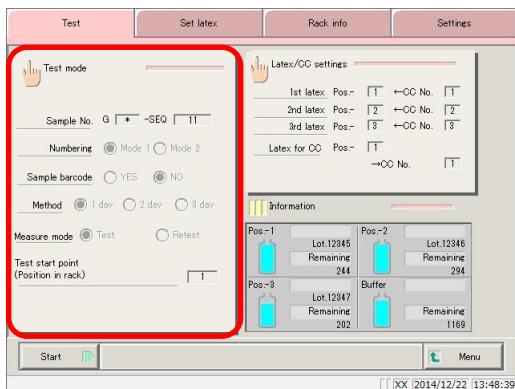 Test Set latex Rack info Settings
Test mode
Sample No. G * -SEQ 11
Numbering Mode 1 Mode 2
Sample barcode YES NO
Method 1 day 2 day 3 day
Measure mode Test Retest
Test start point
(Position in rack) 1
Latex/CC settings
1st latex Pos.- 1 ←CC No. 1
2nd latex Pos.- 2 ←CC No. 2
3rd latex Pos.- 3 ←CC No. 3
Latex for CC Pos.- 1
→CC No. 1
Information
Pos.-1 Pos.-2
Lot.12345 Lot.12346
Remaining Remaining
244 294
Pos.-3 Buffer
Lot.12347
Remaining Remaining
202 1169
Start Menu
XX 2014/12/22 13:48:39